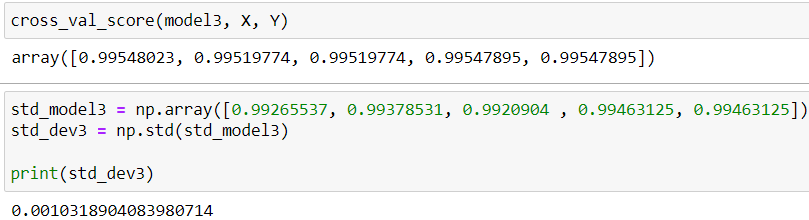 cross_val_score(model3, X, Y)
array([0.99548023, 0.99519774, 0.99519774, 0.99547895, 0.99547895])
std_model3 = np.array([0.99265537, 0.99378531, 0.9920904 , 0.99463125, 0.99463125])
std_dev3 = np.std(std_model3)
print(std_dev3)
0.0010318904083980714